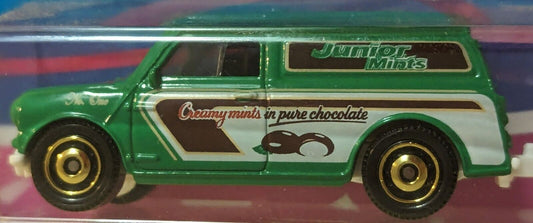 Junior
Mints
Creamy mints in pure chocolate